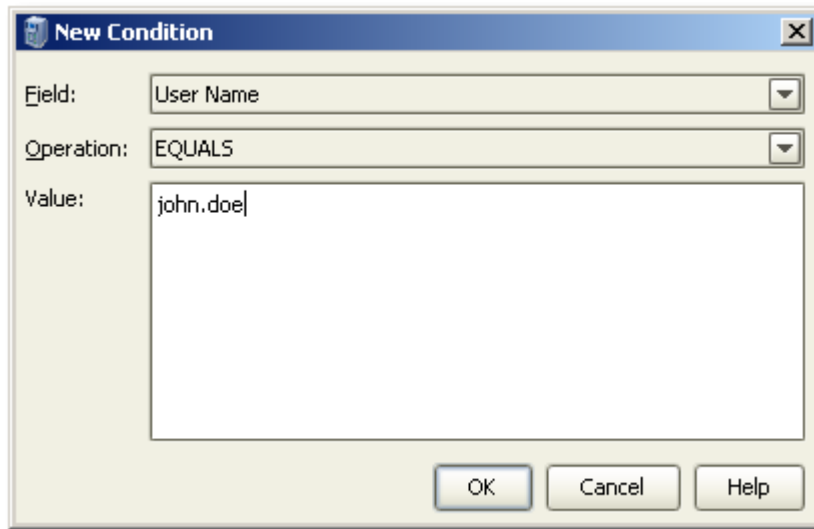 New Condition
Field: User Name
Operation: EQUALS
Value: john.doe
OK Cancel Help